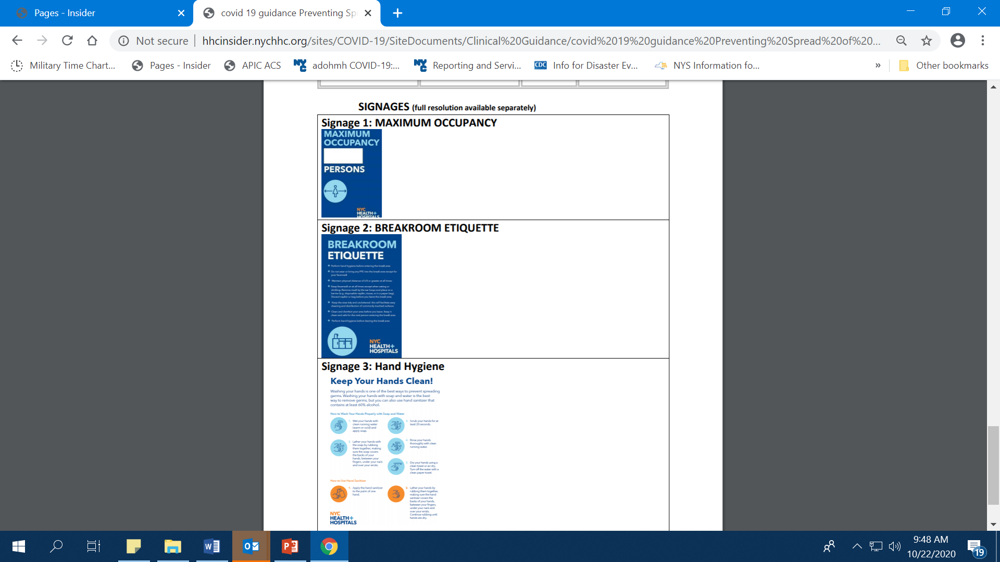 Pages - Insider
covid 19 guidance Preventing Sp
Not secure
hhcinsider.nychhc.org/sites/COVID-19/SiteDocuments/Clinical%20Guidance/covid%2019%20guidance%20Preventing%20Spread%20of%20...
Military Time Chart...
Pages - Insider
APIC ACS
NYC
adohmh COVID-19:...
NYC
Reporting and Servi...
CDC
Info for Disaster Ev...
NYS Information fo...
»
Other bookmarks
SIGNAGES (full resolution available separately)
Signage 1: MAXIMUM OCCUPANCY
MAXIMUM
OCCUPANCY
PERSONS
NYC
HEALTH+
HOSPITALS
Signage 2: BREAKROOM ETIQUETTE
BREAKROOM
ETIQUETTE
+ Perform hand hygiene before entering the break area
+ Do not wear or bring any PPE into the break area except for
your facemask
+ Maintain physical distance of 6 ft or greater at all times
+ Keep facemask on at all times except when eating or
drinking. Remove mask by the ear loops and place on a
barrier (e.g. disposable napkin, tissue, or in a paper bag).
Discard napkin or bag before you leave the break area.
+ Keep the area tidy and uncluttered: this will facilitate easy
cleaning and disinfection of commonly touched surfaces
+ Clean and disinfect your area before you leave- keep it
clean and safe for the next person entering the break area
+ Perform hand hygiene before leaving the break area
NYC
HEALTH+
HOSPITALS
Signage 3: Hand Hygiene
Keep Your Hands Clean!
Washing your hands is one of the best ways to prevent spreading
germs. Washing your hands with soap and water is the best
way to remove germs, but you can also use hand sanitizer that
contains at least 60% alcohol.
How to Wash Your Hands Properly with Soap and Water
1. Wet your hands with
clean running water
(warm or cold) and
apply soap.
2. Lather your hands with
the soap by rubbing
them together, making
sure the soap covers
the backs of your
hands, between your
fingers, under your nails
and over your wrists.
3. Scrub your hands for at
least 20 seconds.
4. Rinse your hands
thoroughly with clean
running water.
5. Dry your hands using a
clean towel or air dry.
Turn off the water with a
clean paper towel.
How to Use Hand Sanitizer
1. Apply the hand sanitizer
to the palm of one
hand.
2. Lather your hands by
rubbing them together,
making sure the hand
sanitizer covers the
backs of your hands,
between your fingers,
under your nails and
over your wrists.
Continue rubbing until
hands are dry.
NYC
HEALTH+
HOSPITALS
9:48 AM
10/22/2020
19